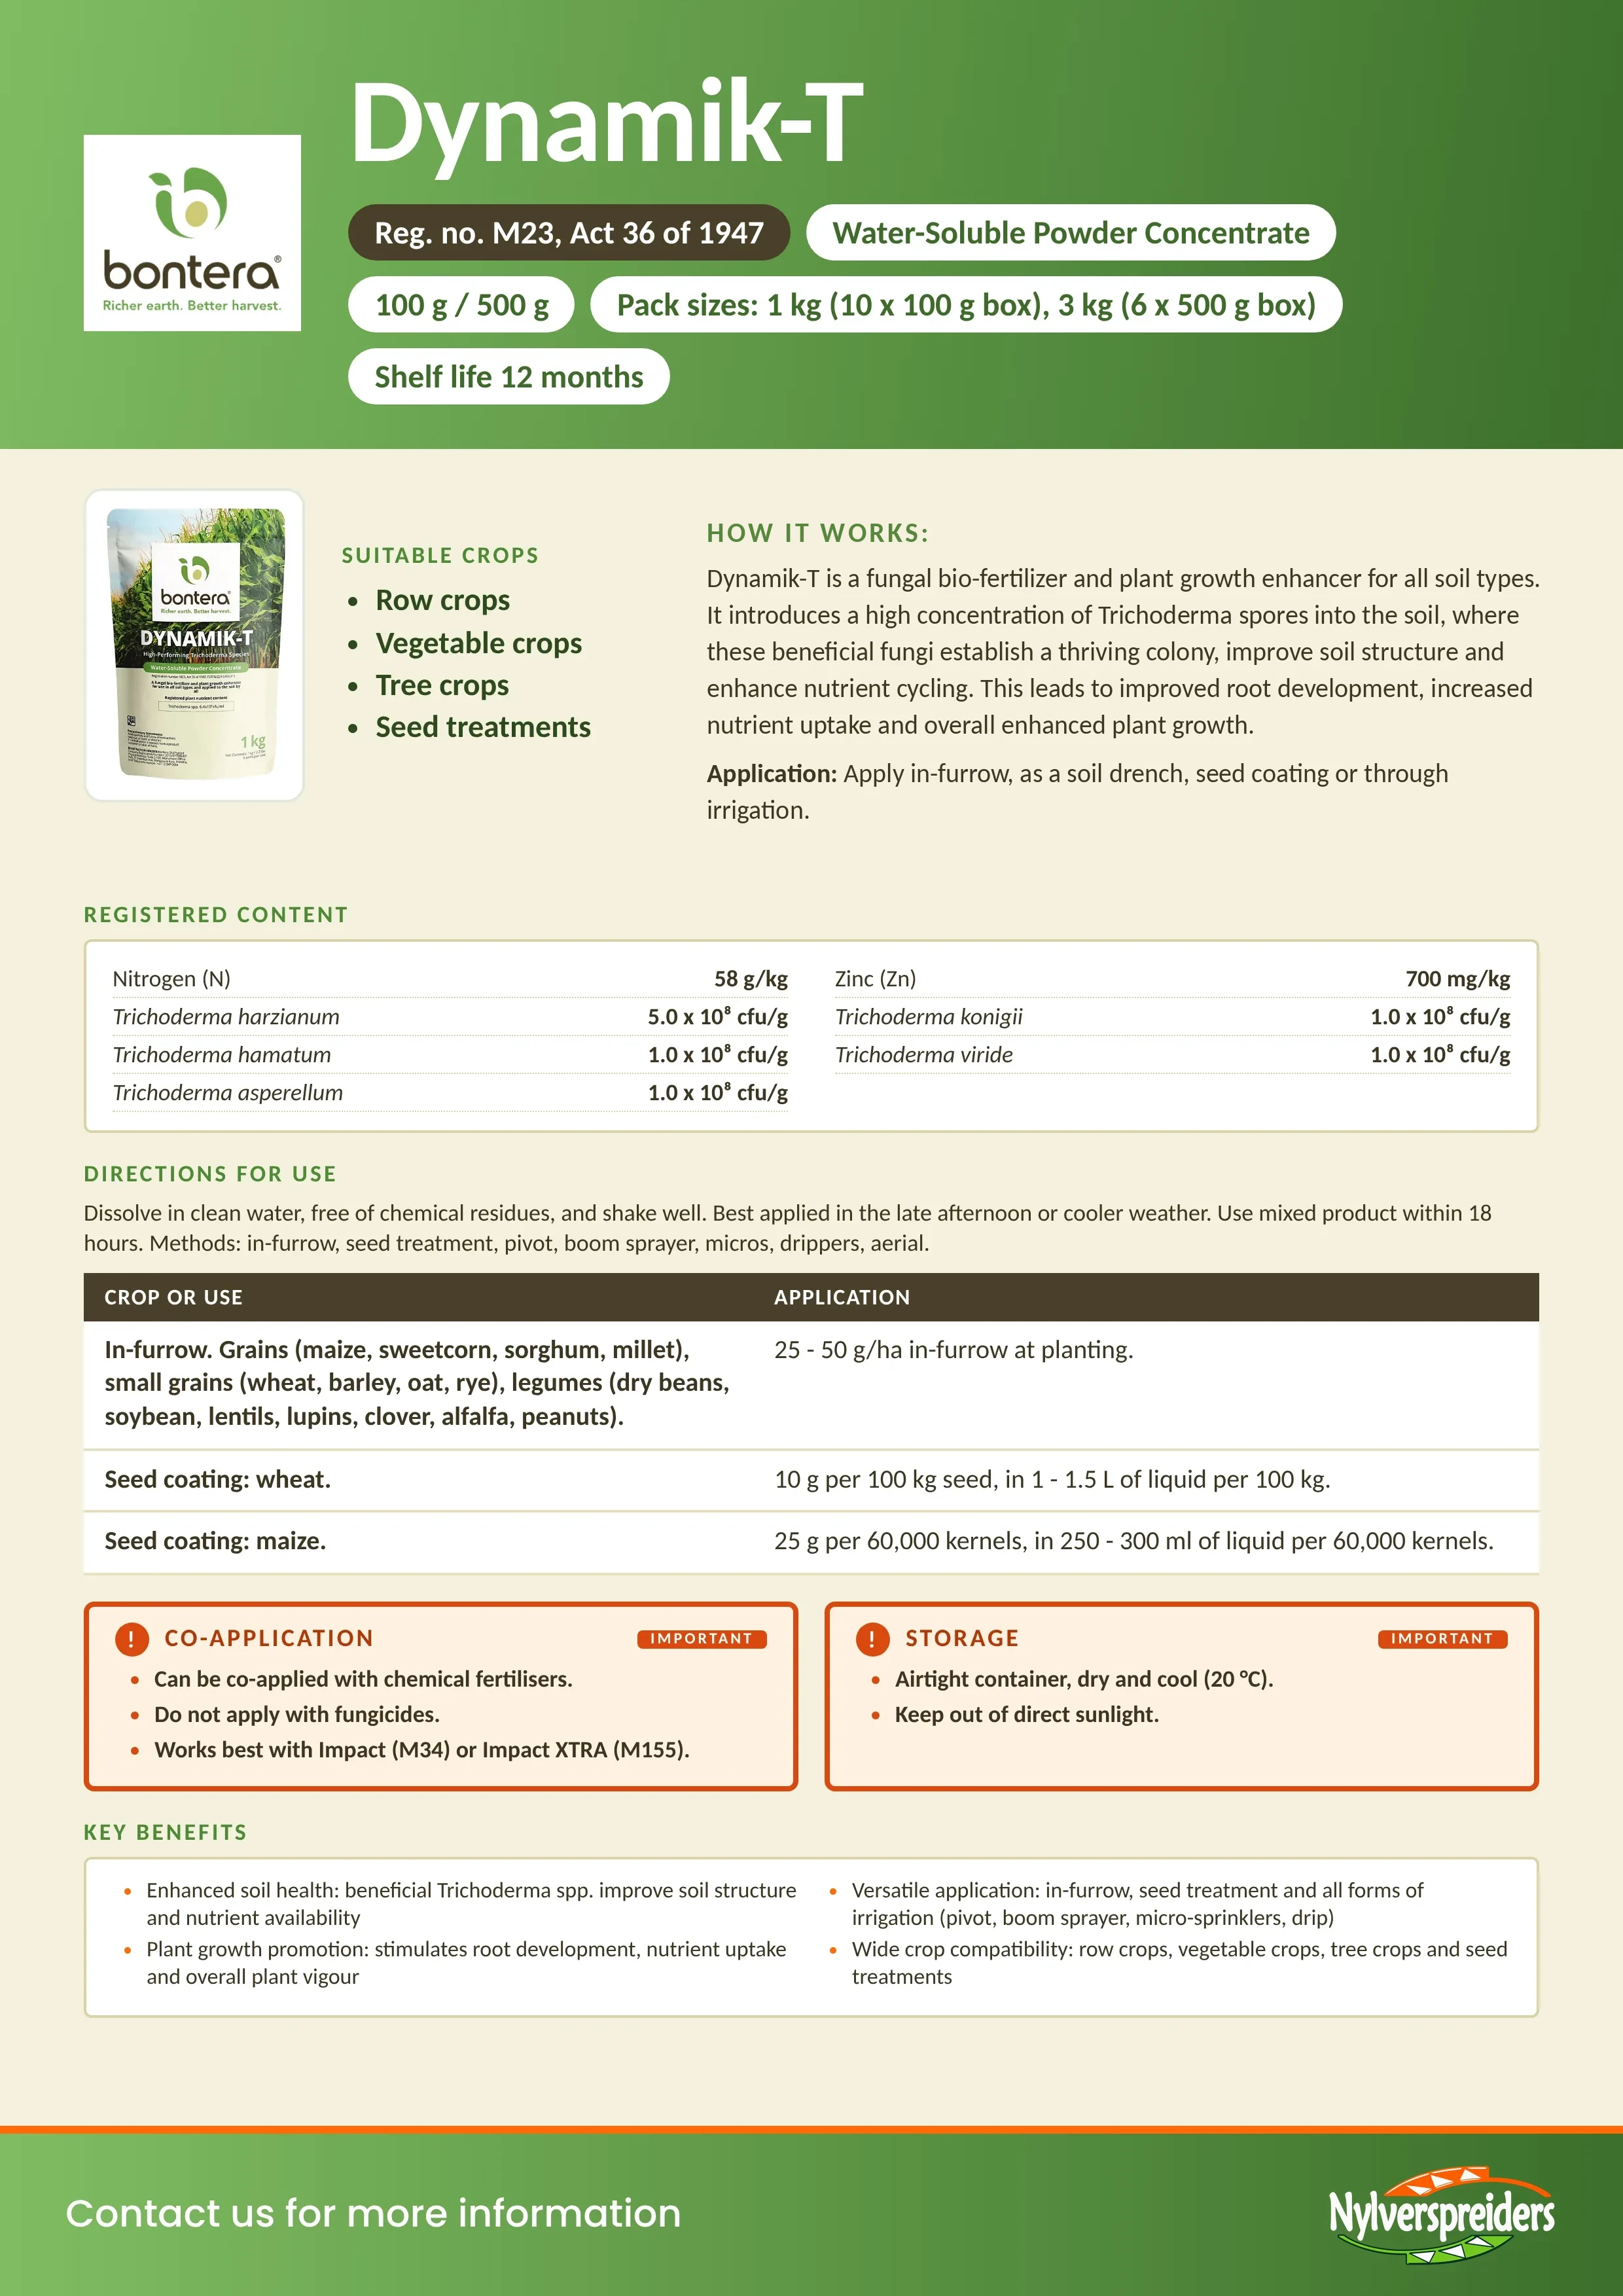 Dynamik-T
bontera®
Richer earth. Better harvest.
Reg. no. M23, Act 36 of 1947
Water-Soluble Powder Concentrate
100 g / 500 g
Pack sizes: 1 kg (10 x 100 g box), 3 kg (6 x 500 g box)
Shelf life 12 months
bontera
Richer earth. Better harvest.
DYNAMIK-T
High-Performing Trichoderma Species
Water-Soluble Powder Concentrate
1 kg
SUITABLE CROPS
• Row crops
• Vegetable crops
• Tree crops
• Seed treatments
HOW IT WORKS:
Dynamik-T is a fungal bio-fertilizer and plant growth enhancer for all soil types.
It introduces a high concentration of Trichoderma spores into the soil, where
these beneficial fungi establish a thriving colony, improve soil structure and
enhance nutrient cycling. This leads to improved root development, increased
nutrient uptake and overall enhanced plant growth.
Application: Apply in-furrow, as a soil drench, seed coating or through
irrigation.
REGISTERED CONTENT
Nitrogen (N) 58 g/kg
Zinc (Zn) 700 mg/kg
Trichoderma harzianum 5.0 x 10⁸ cfu/g
Trichoderma konigii 1.0 x 10⁸ cfu/g
Trichoderma hamatum 1.0 x 10⁸ cfu/g
Trichoderma viride 1.0 x 10⁸ cfu/g
Trichoderma asperellum 1.0 x 10⁸ cfu/g
DIRECTIONS FOR USE
Dissolve in clean water, free of chemical residues, and shake well. Best applied in the late afternoon or cooler weather. Use mixed product within 18
hours. Methods: in-furrow, seed treatment, pivot, boom sprayer, micros, drippers, aerial.
CROP OR USE APPLICATION
In-furrow. Grains (maize, sweetcorn, sorghum, millet),
small grains (wheat, barley, oat, rye), legumes (dry beans,
soybean, lentils, lupins, clover, alfalfa, peanuts).
25 - 50 g/ha in-furrow at planting.
Seed coating: wheat. 10 g per 100 kg seed, in 1 - 1.5 L of liquid per 100 kg.
Seed coating: maize. 25 g per 60,000 kernels, in 250 - 300 ml of liquid per 60,000 kernels.
! CO-APPLICATION IMPORTANT
• Can be co-applied with chemical fertilisers.
• Do not apply with fungicides.
• Works best with Impact (M34) or Impact XTRA (M155).
! STORAGE IMPORTANT
• Airtight container, dry and cool (20 °C).
• Keep out of direct sunlight.
KEY BENEFITS
• Enhanced soil health: beneficial Trichoderma spp. improve soil structure
and nutrient availability
• Plant growth promotion: stimulates root development, nutrient uptake
and overall plant vigour
• Versatile application: in-furrow, seed treatment and all forms of
irrigation (pivot, boom sprayer, micro-sprinklers, drip)
• Wide crop compatibility: row crops, vegetable crops, tree crops and seed
treatments
Contact us for more information
Nylverspreiders